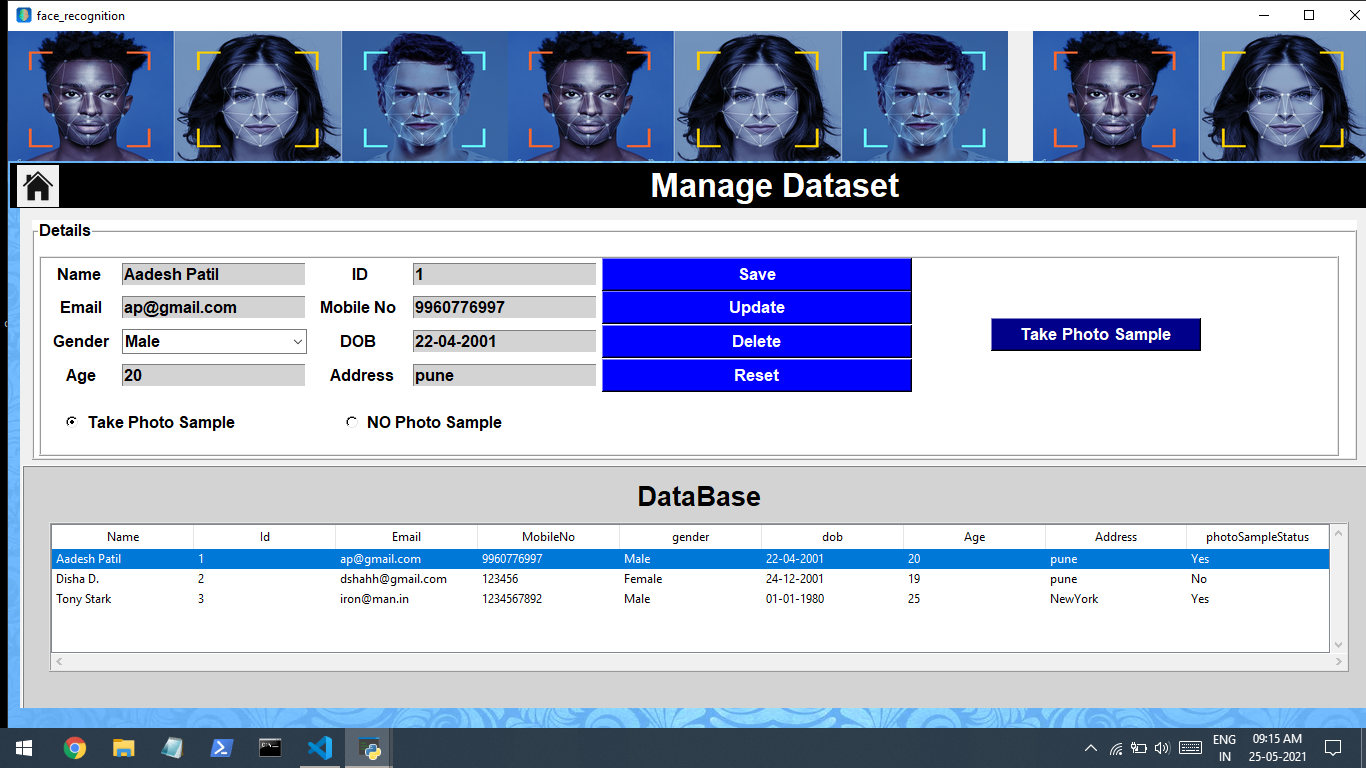 face_recognition
Manage Dataset
Details
Name Aadesh Patil ID 1 Save
Email ap@gmail.com Mobile No 9960776997 Update
Take Photo Sample
Gender Male DOB 22-04-2001 Delete
Age 20 Address pune Reset
Take Photo Sample NO Photo Sample
DataBase
Name Id Email MobileNo gender dob Age Address photoSampleStatus
Aadesh Patil 1 ap@gmail.com 9960776997 Male 22-04-2001 20 pune Yes
Disha D. 2 dshahh@gmail.com 123456 Female 24-12-2001 19 pune No
Tony Stark 3 iron@man.in 1234567892 Male 01-01-1980 25 NewYork Yes
ENG 09:15 AM
IN 25-05-2021